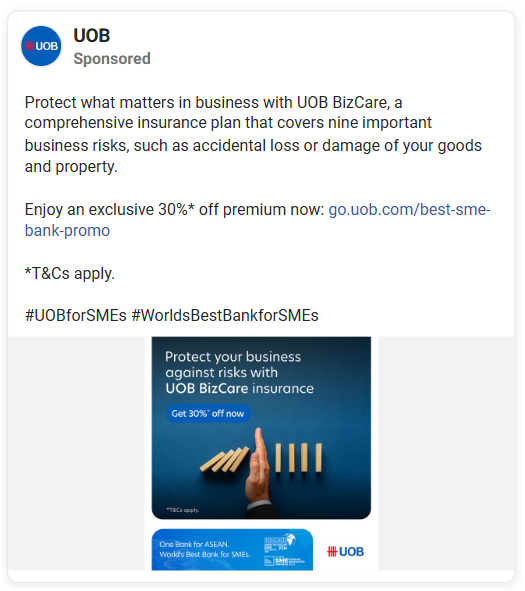 UOB
UOB
Sponsored
Protect what matters in business with UOB BizCare, a
comprehensive insurance plan that covers nine important
business risks, such as accidental loss or damage of your goods
and property.
Enjoy an exclusive 30%* off premium now: go.uob.com/best-sme-
bank-promo
*T&Cs apply.
#UOBforSMEs #WorldsBestBankforSMEs
Protect your business
against risks with
UOB BizCare insurance
Get 30%* off now
*T&Cs apply.
One Bank for ASEAN.
World's Best Bank for SMEs.
SME
UOB